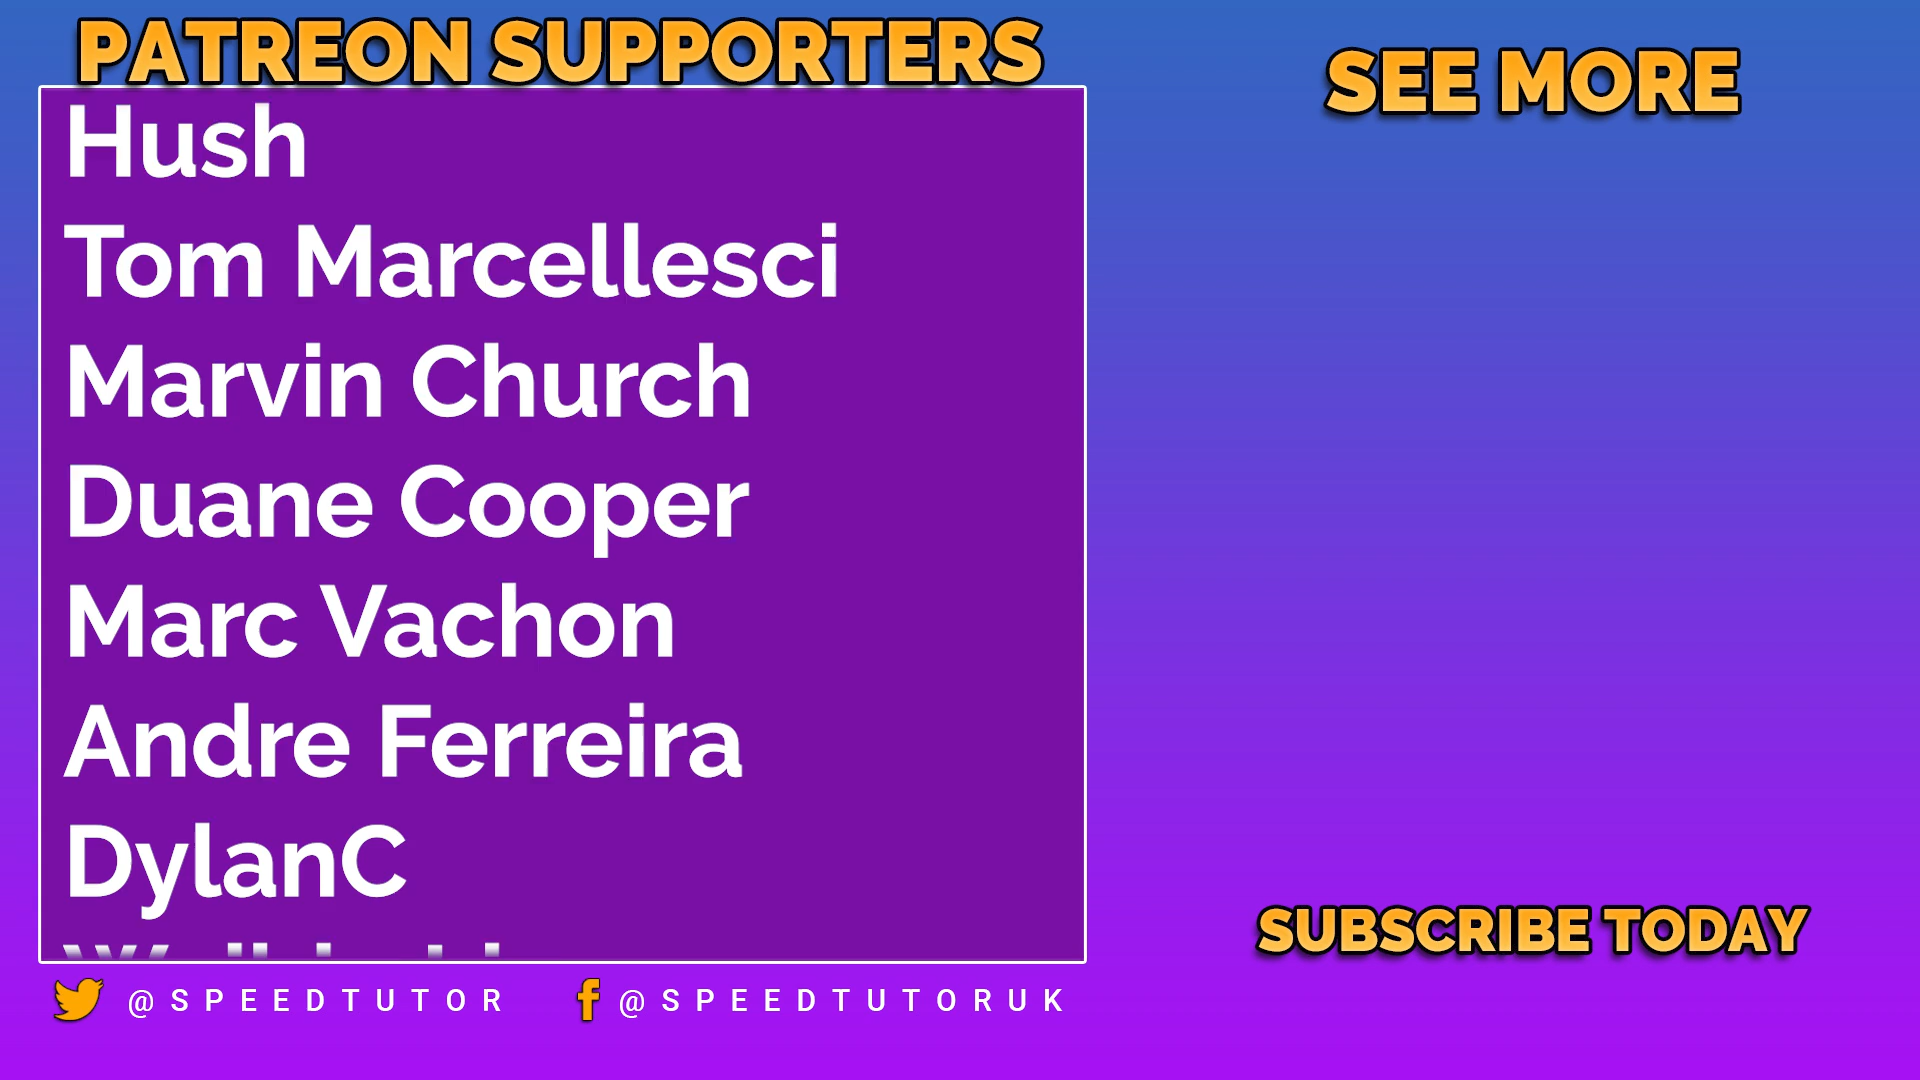 PATREON SUPPORTERS
SEE MORE
Hush
Tom Marcellesci
Marvin Church
Duane Cooper
Marc Vachon
Andre Ferreira
DylanC
SUBSCRIBE TODAY
@SPEEDTUTOR
@SPEEDTUTORUK